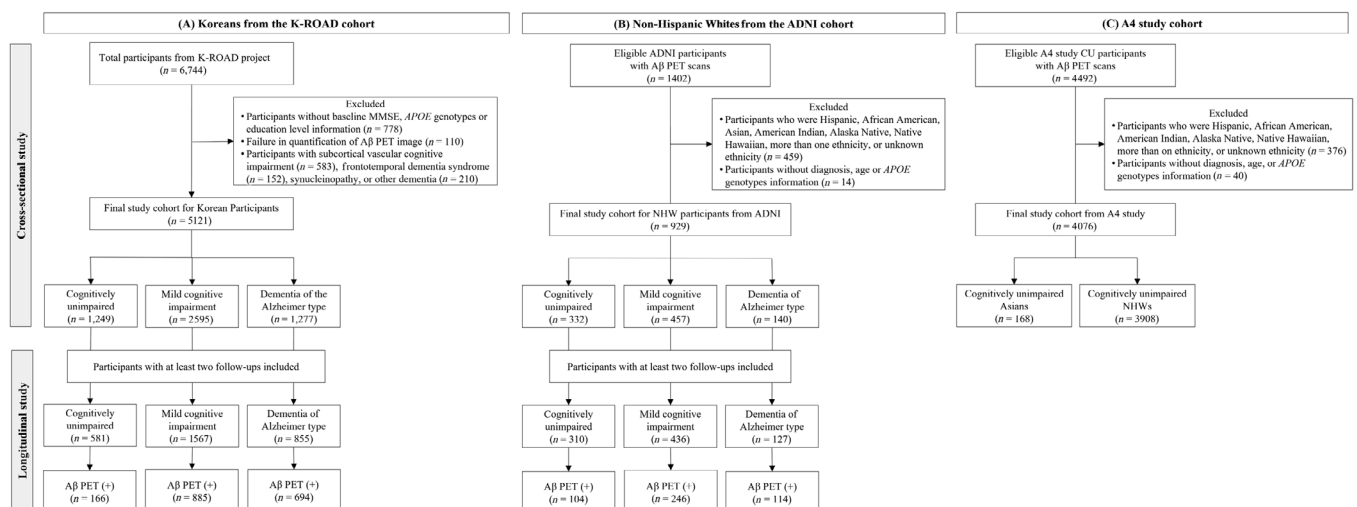 (A) Koreans from the K-ROAD cohort
Cross-sectional study
Total participants from K-ROAD project
(n = 6,744)
Excluded
• Participants without baseline MMSE, APOE genotypes or
education level information (n = 778)
• Failure in quantification of Aβ PET image (n = 110)
• Participants with subcortical vascular cognitive
impairment (n = 583), frontotemporal dementia syndrome
(n = 152), synucleinopathy, or other dementia (n = 210)
Final study cohort for Korean Participants
(n = 5121)
Cognitively
unimpaired
(n = 1,249)
Mild cognitive
impairment
(n = 2595)
Dementia of the
Alzheimer type
(n = 1,277)
Longitudinal study
Participants with at least two follow-ups included
Cognitively
unimpaired
(n = 581)
Mild cognitive
impairment
(n = 1567)
Dementia of
Alzheimer type
(n = 855)
Aβ PET (+)
(n = 166)
Aβ PET (+)
(n = 885)
Aβ PET (+)
(n = 694)
(B) Non-Hispanic Whites from the ADNI cohort
Eligible ADNI participants
with Aβ PET scans
(n = 1402)
Excluded
• Participants who were Hispanic, African American,
Asian, American Indian, Alaska Native, Native
Hawaiian, more than one ethnicity, or unknown
ethnicity (n = 459)
• Participants without diagnosis, age or APOE
genotypes information (n = 14)
Final study cohort for NHW participants from ADNI
(n = 929)
Cognitively
unimpaired
(n = 332)
Mild cognitive
impairment
(n = 457)
Dementia of
Alzheimer type
(n = 140)
Participants with at least two follow-ups included
Cognitively
unimpaired
(n = 310)
Mild cognitive
impairment
(n = 436)
Dementia of
Alzheimer type
(n = 127)
Aβ PET (+)
(n = 104)
Aβ PET (+)
(n = 246)
Aβ PET (+)
(n = 114)
(C) A4 study cohort
Eligible A4 study CU participants
with Aβ PET scans
(n = 4492)
Excluded
• Participants who were Hispanic, African American,
American Indian, Alaska Native, Native Hawaiian,
more than on ethnicity, or unknown ethnicity (n = 376)
• Participants without diagnosis, age, or APOE
genotypes information (n = 40)
Final study cohort from A4 study
(n = 4076)
Cognitively unimpaired
Asians
(n = 168)
Cognitively unimpaired
NHWs
(n = 3908)